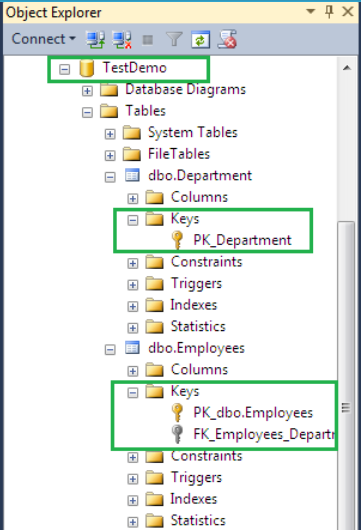 Object Explorer
Connect
TestDemo
Database Diagrams
Tables
System Tables
FileTables
dbo.Department
Columns
Keys
PK_Department
Constraints
Triggers
Indexes
Statistics
dbo.Employees
Columns
Keys
PK_dbo.Employees
FK_Employees_Departr
Constraints
Triggers
Indexes
Statistics